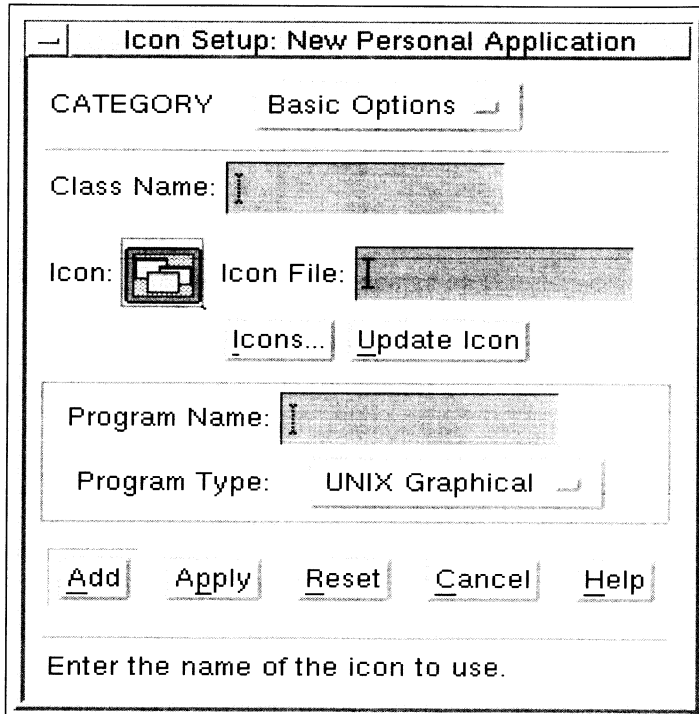 Icon Setup: New Personal Application
CATEGORY Basic Options
Class Name:
Icon: Icon File:
Icons... Update Icon
Program Name:
Program Type: UNIX Graphical
Add Apply Reset Cancel Help
Enter the name of the icon to use.